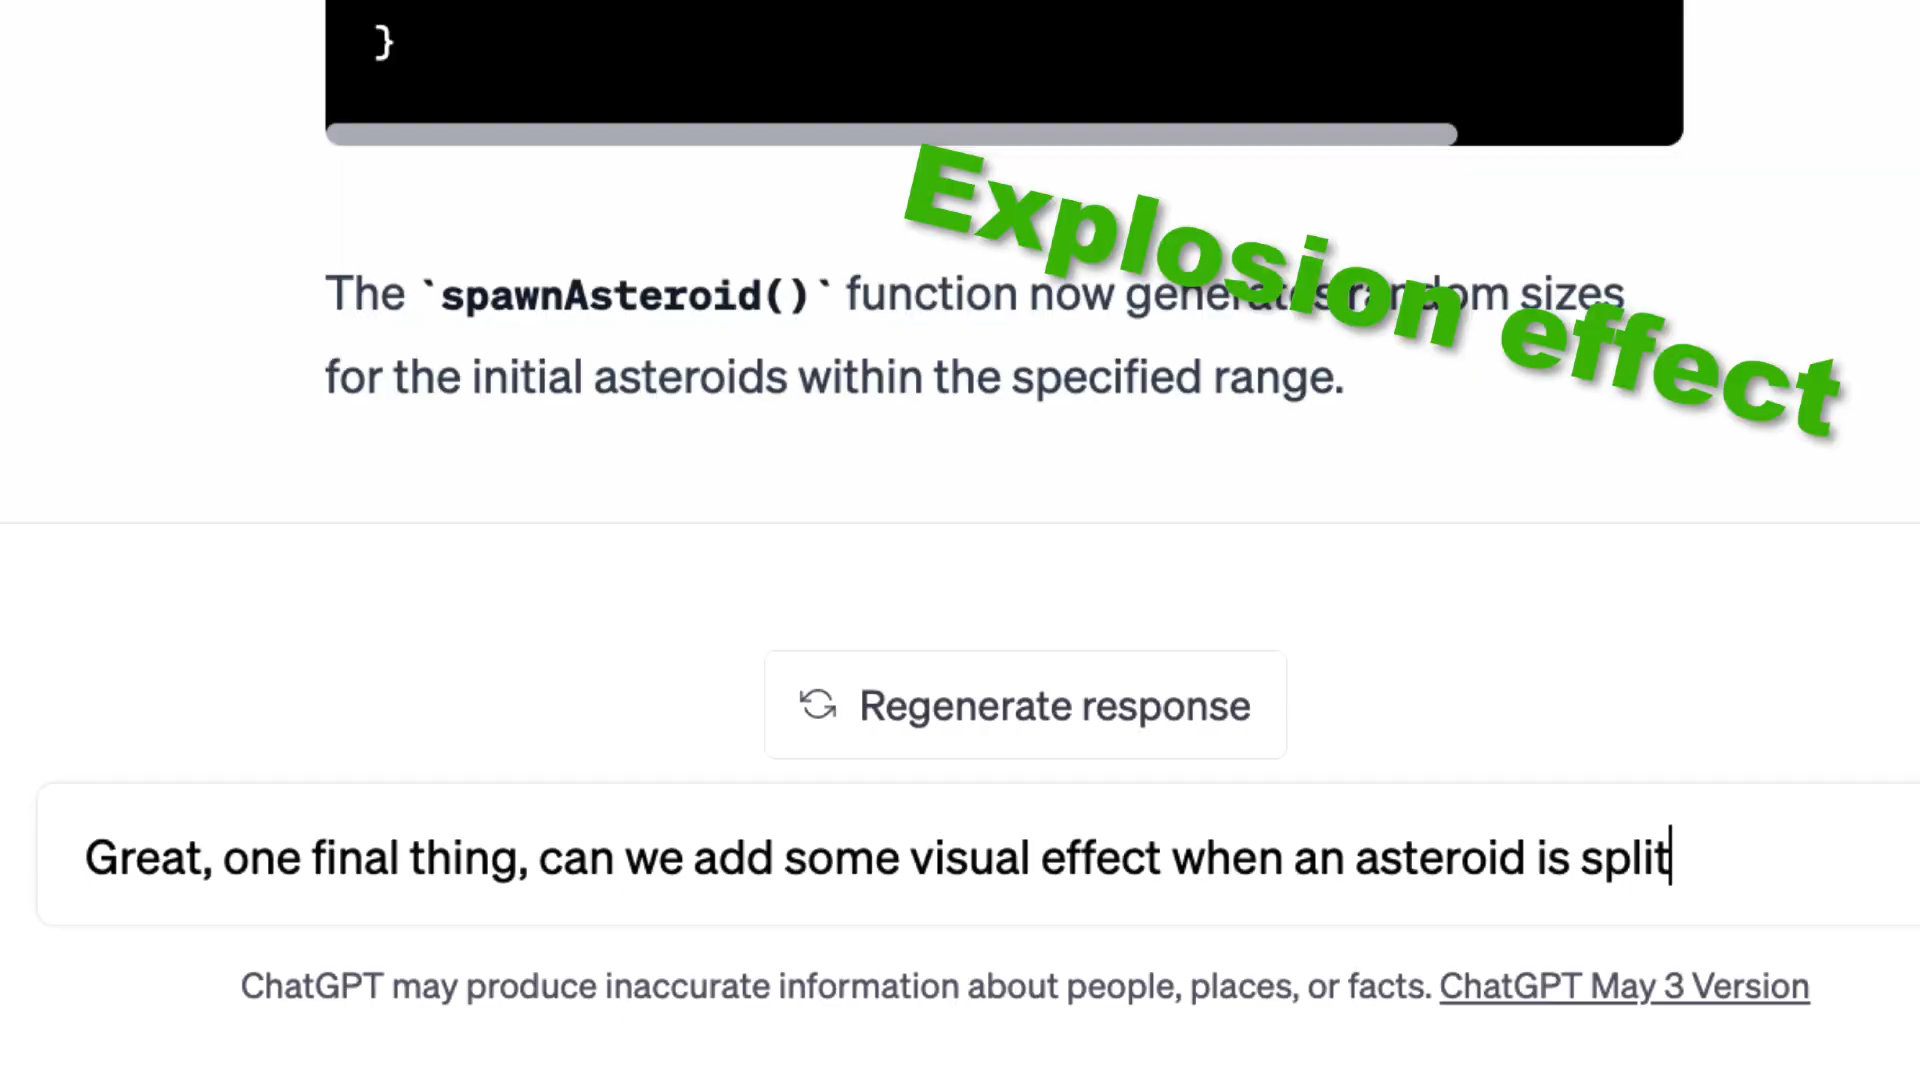 }
Explosion effect
The `spawnAsteroid()` function now generates random sizes
for the initial asteroids within the specified range.
Regenerate response
Great, one final thing, can we add some visual effect when an asteroid is split
ChatGPT may produce inaccurate information about people, places, or facts. ChatGPT May 3 Version